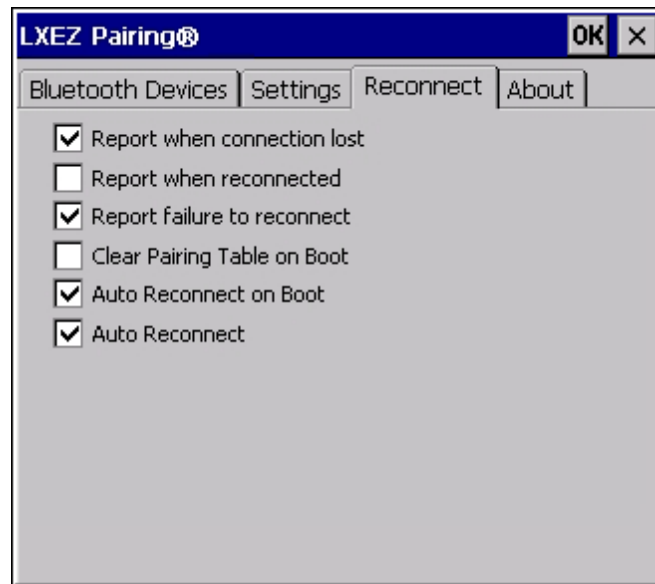 LXEZ Pairing® OK ×
Bluetooth Devices Settings Reconnect About
Report when connection lost
Report when reconnected
Report failure to reconnect
Clear Pairing Table on Boot
Auto Reconnect on Boot
Auto Reconnect